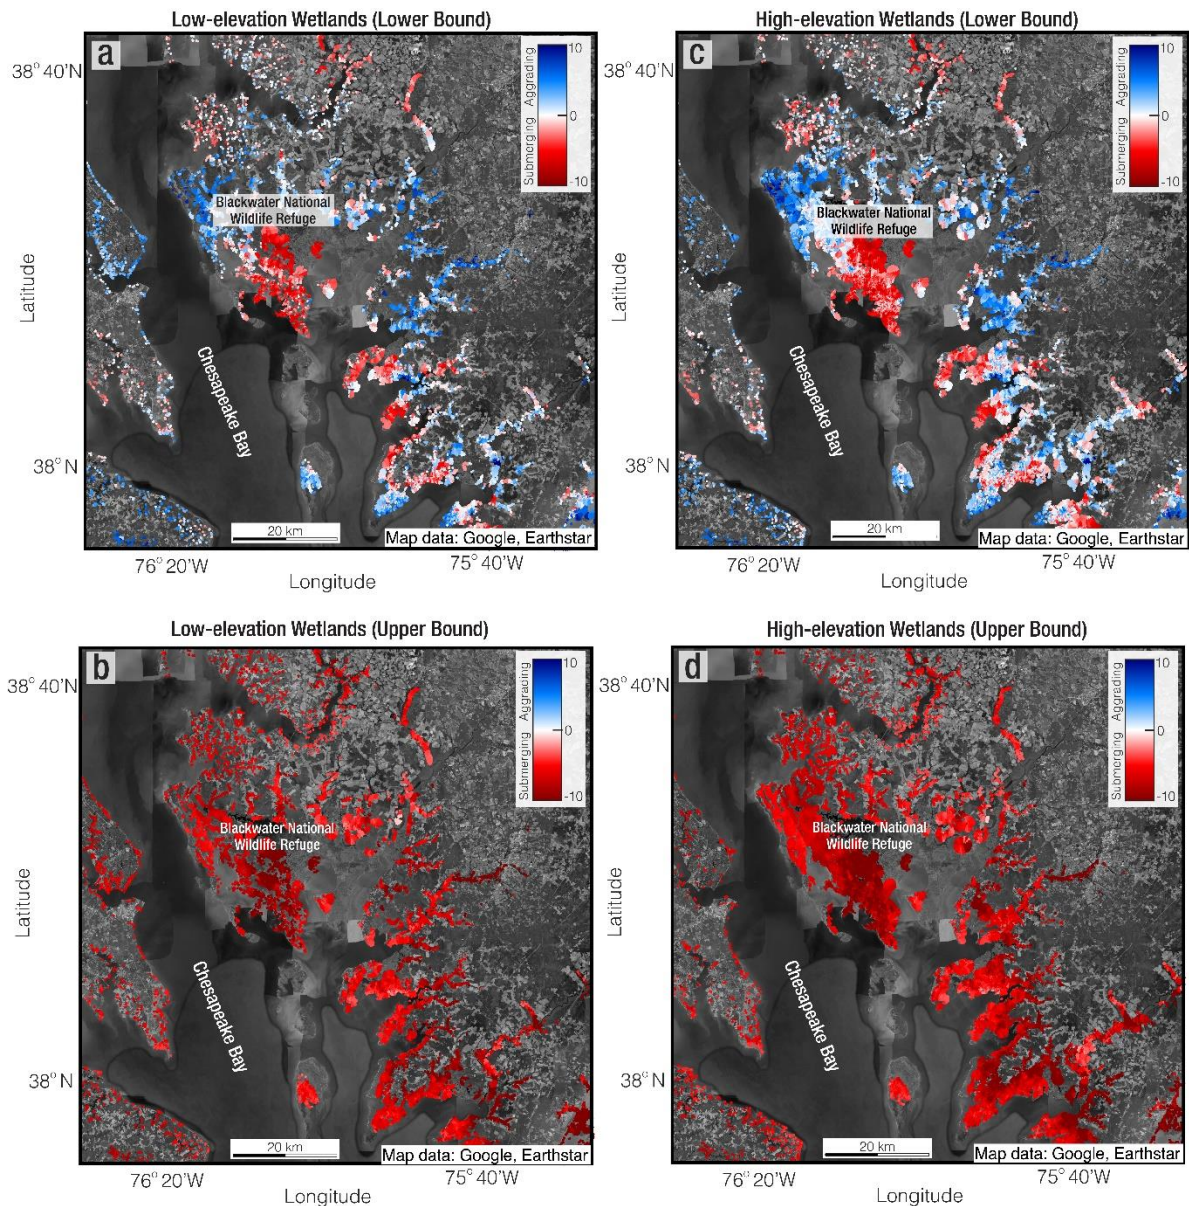 Low-elevation Wetlands (Lower Bound)
a
38° 40'N
Latitude
38° N
Submerging Aggrading
10
0
-10
Blackwater National
Wildlife Refuge
Chesapeake Bay
20 km
Map data: Google, Earthstar
76° 20'W
75° 40'W
Longitude
High-elevation Wetlands (Lower Bound)
c
38° 40'N
Latitude
38° N
Submerging Aggrading
10
0
-10
Blackwater National
Wildlife Refuge
Chesapeake Bay
20 km
Map data: Google, Earthstar
76° 20'W
75° 40'W
Longitude
Low-elevation Wetlands (Upper Bound)
b
38° 40'N
Latitude
38° N
Submerging Aggrading
10
0
-10
Blackwater National
Wildlife Refuge
Chesapeake Bay
20 km
Map data: Google, Earthstar
76° 20'W
75° 40'W
Longitude
High-elevation Wetlands (Upper Bound)
d
38° 40'N
Latitude
38° N
Submerging Aggrading
10
0
-10
Blackwater National
Wildlife Refuge
Chesapeake Bay
20 km
Map data: Google, Earthstar
76° 20'W
75° 40'W
Longitude